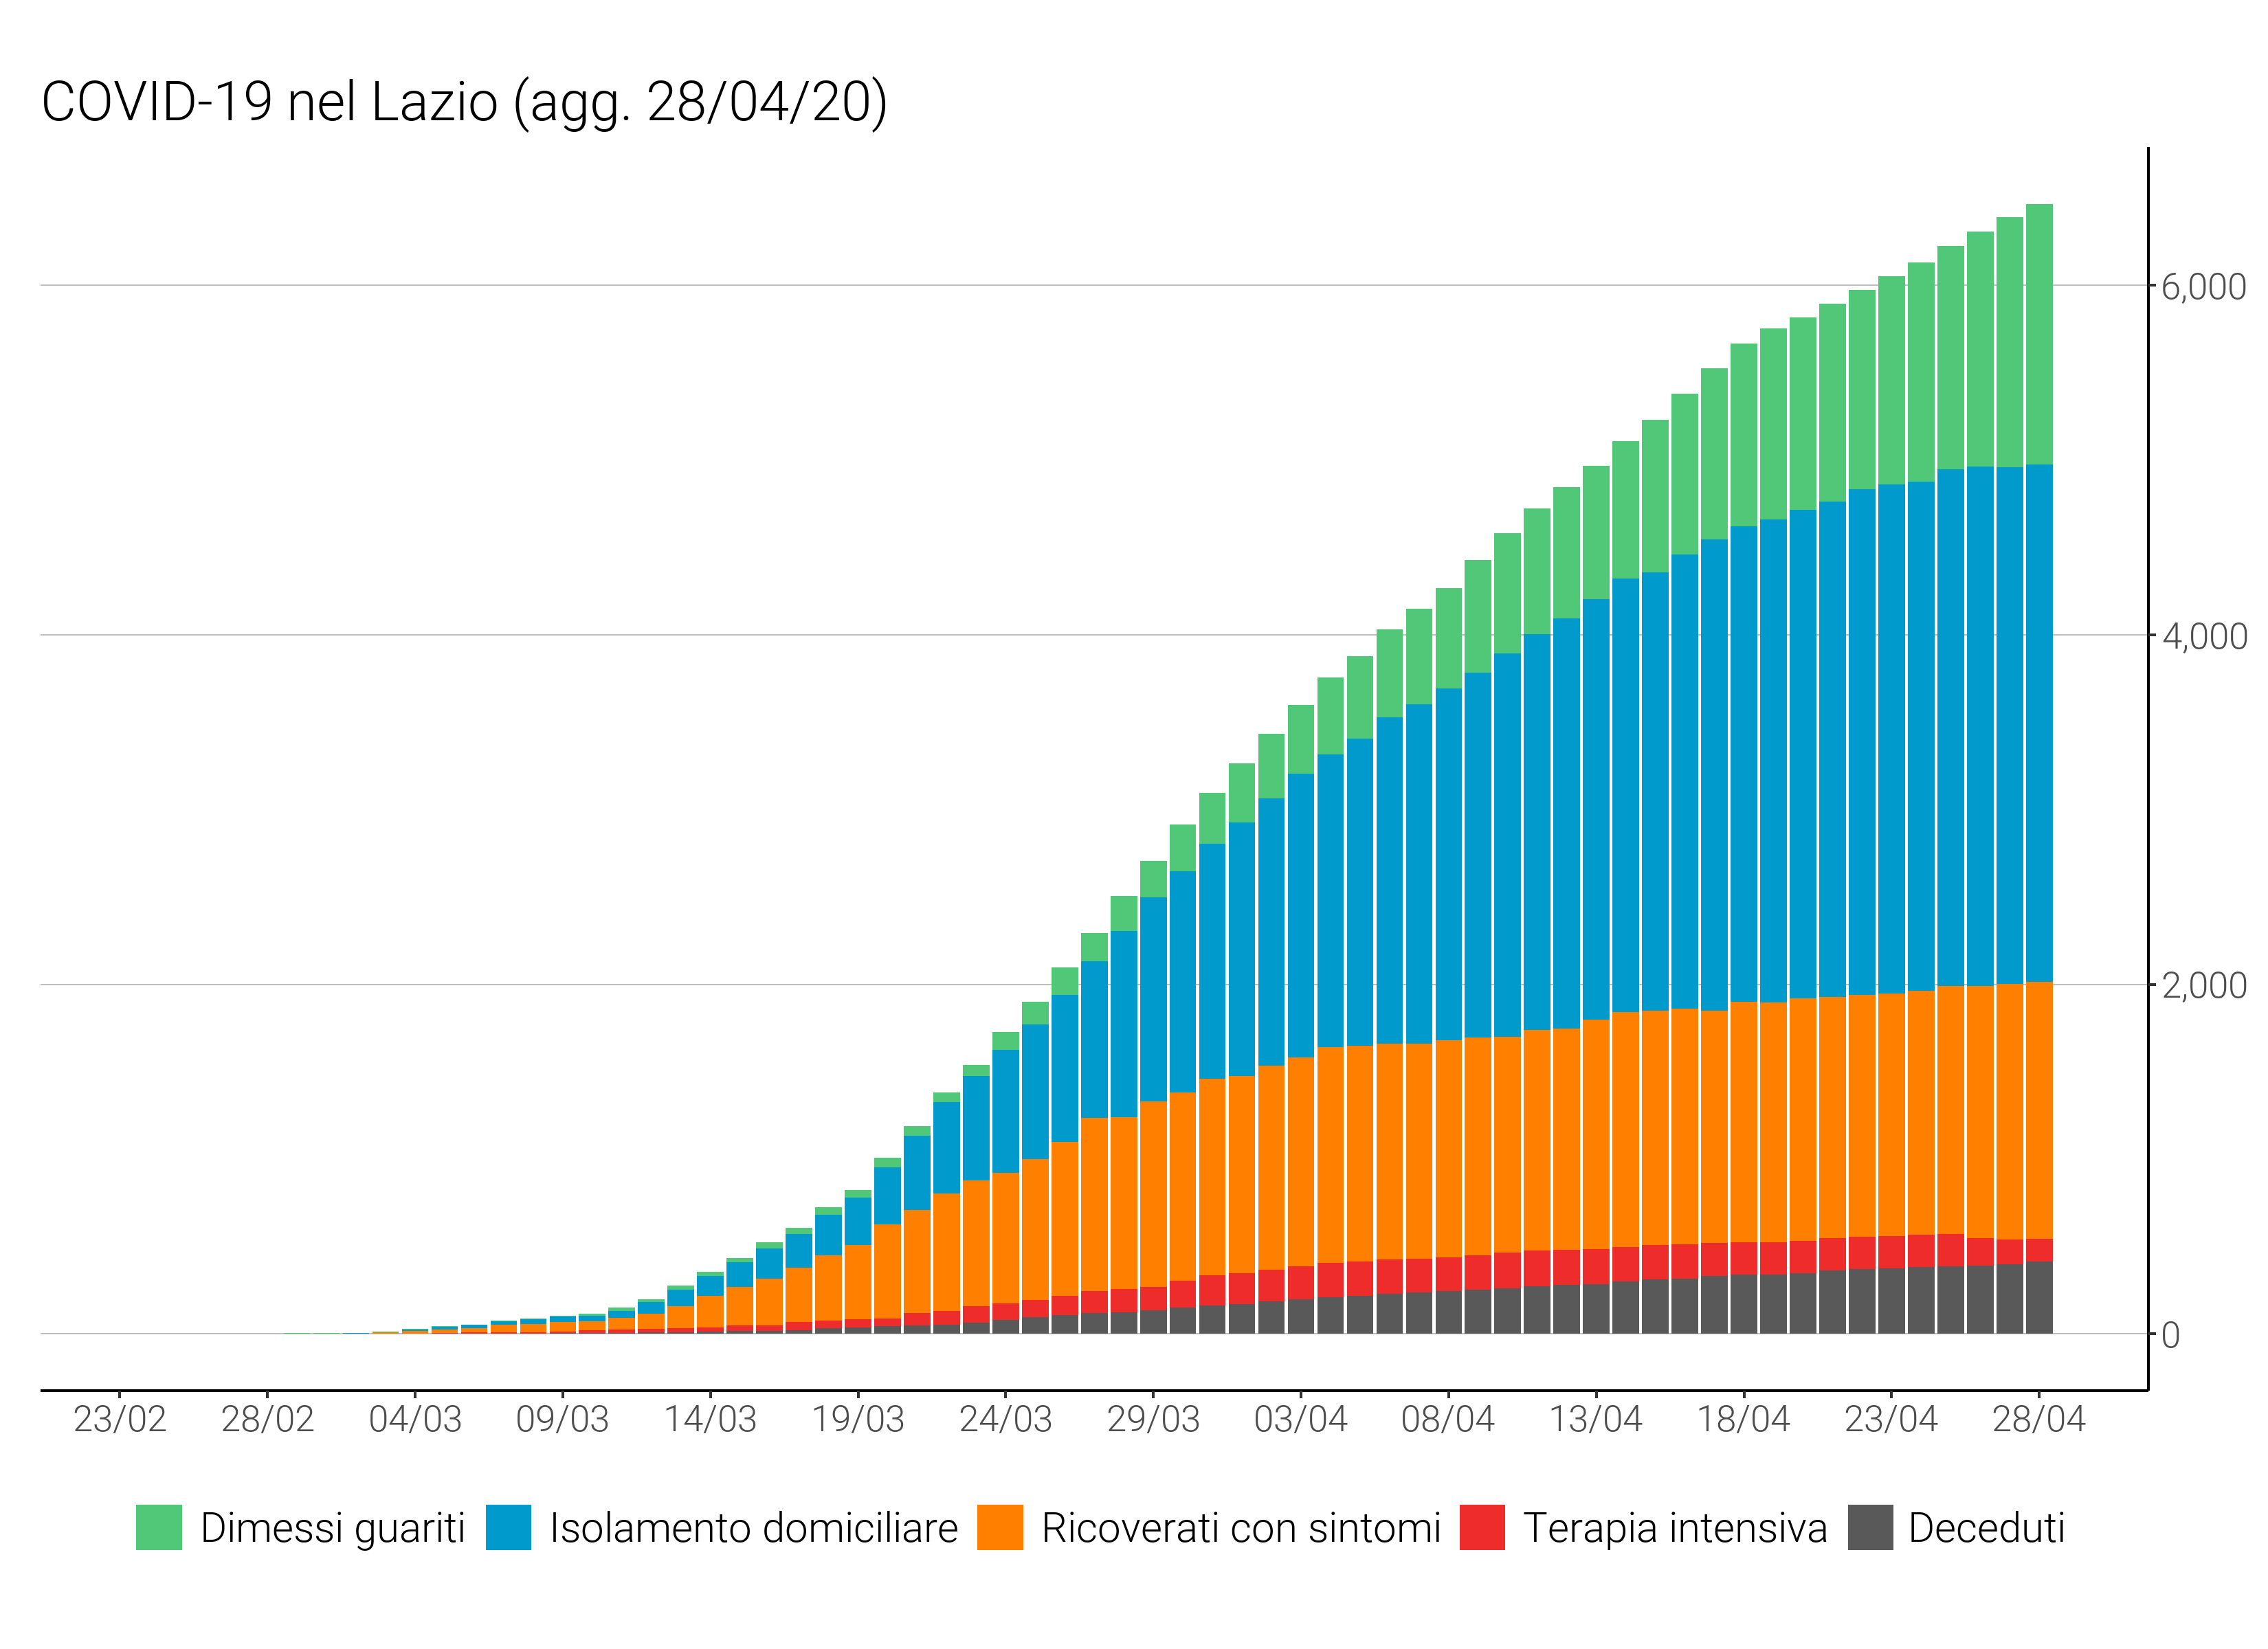 COVID-19 nel Lazio (agg. 28/04/20)
6,000
4,000
2,000
0
23/02 28/02 04/03 09/03 14/03 19/03 24/03 29/03 03/04 08/04 13/04 18/04 23/04 28/04
Dimessi guariti Isolamento domiciliare Ricoverati con sintomi Terapia intensiva Deceduti